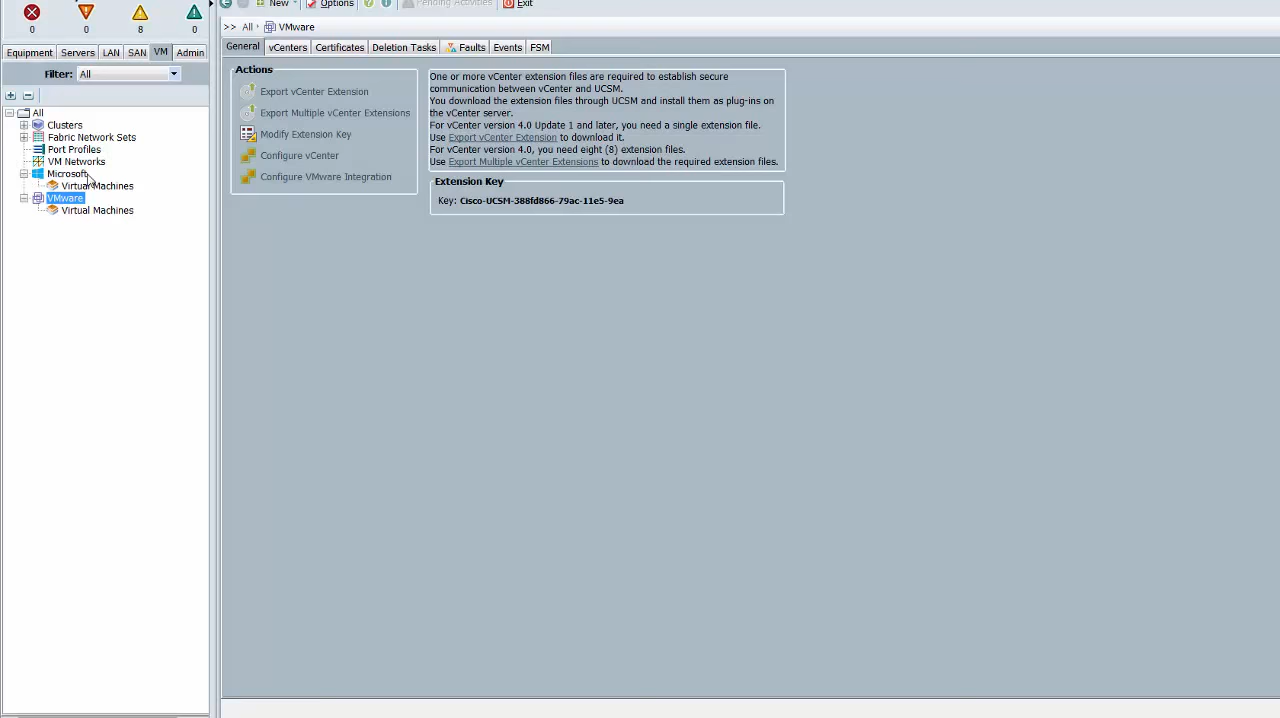 New
Options
Pending Activities
Exit
0 0 8 0
>> All VMware
Equipment Servers LAN SAN VM Admin
General vCenters Certificates Deletion Tasks Faults Events FSM
Filter: All
All
Clusters
Fabric Network Sets
Port Profiles
VM Networks
Microsoft
Virtual Machines
VMware
Virtual Machines
Actions
Export vCenter Extension
Export Multiple vCenter Extensions
Modify Extension Key
Configure vCenter
Configure VMware Integration
One or more vCenter extension files are required to establish secure
communication between vCenter and UCSM.
You download the extension files through UCSM and install them as plug-ins on
the vCenter server.
For vCenter version 4.0 Update 1 and later, you need a single extension file.
Use Export vCenter Extension to download it.
For vCenter version 4.0, you need eight (8) extension files.
Use Export Multiple vCenter Extensions to download the required extension files.
Extension Key
Key: Cisco-UCSM-388fd866-79ac-11e5-9ea